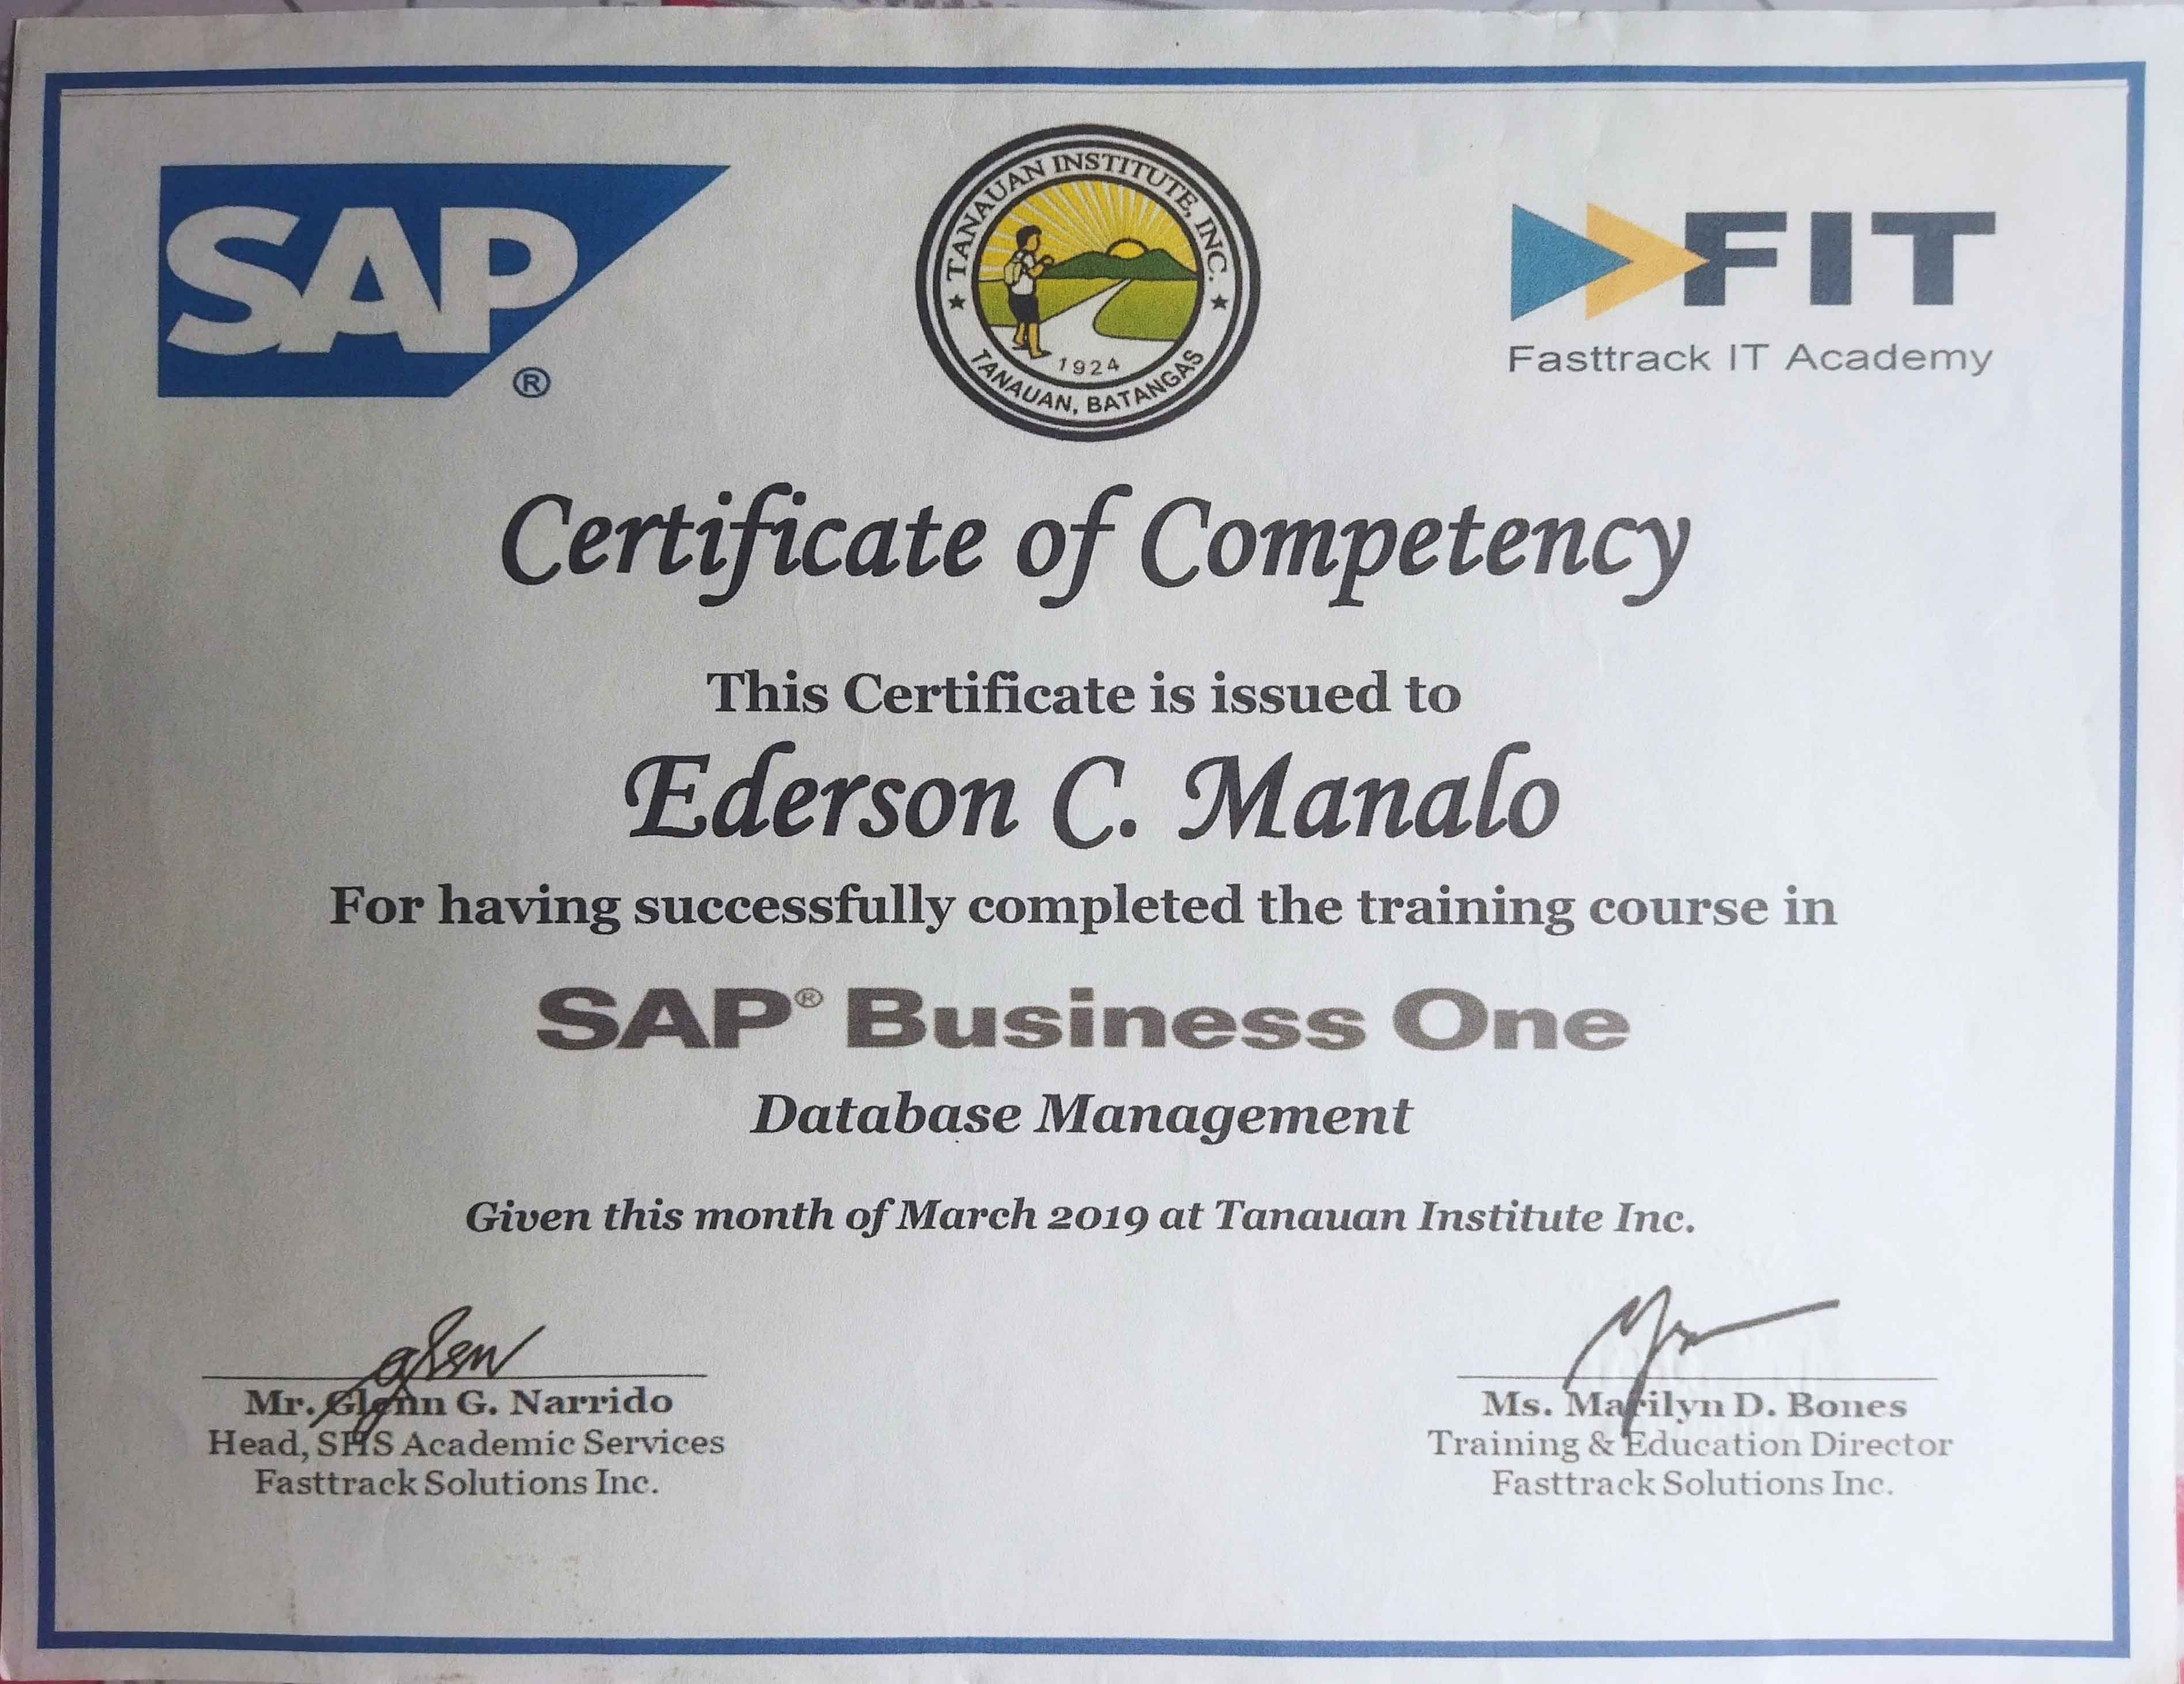 SAP
®
TANAUAN INSTITUTE, INC.
1924
TANAUAN, BATANGAS
FIT
Fasttrack IT Academy
Certificate of Competency
This Certificate is issued to
Ederson C. Manalo
For having successfully completed the training course in
SAP® Business One
Database Management
Given this month of March 2019 at Tanauan Institute Inc.
Mr. Glenn G. Narrido
Head, SHS Academic Services
Fasttrack Solutions Inc.
Ms. Marilyn D. Bones
Training & Education Director
Fasttrack Solutions Inc.